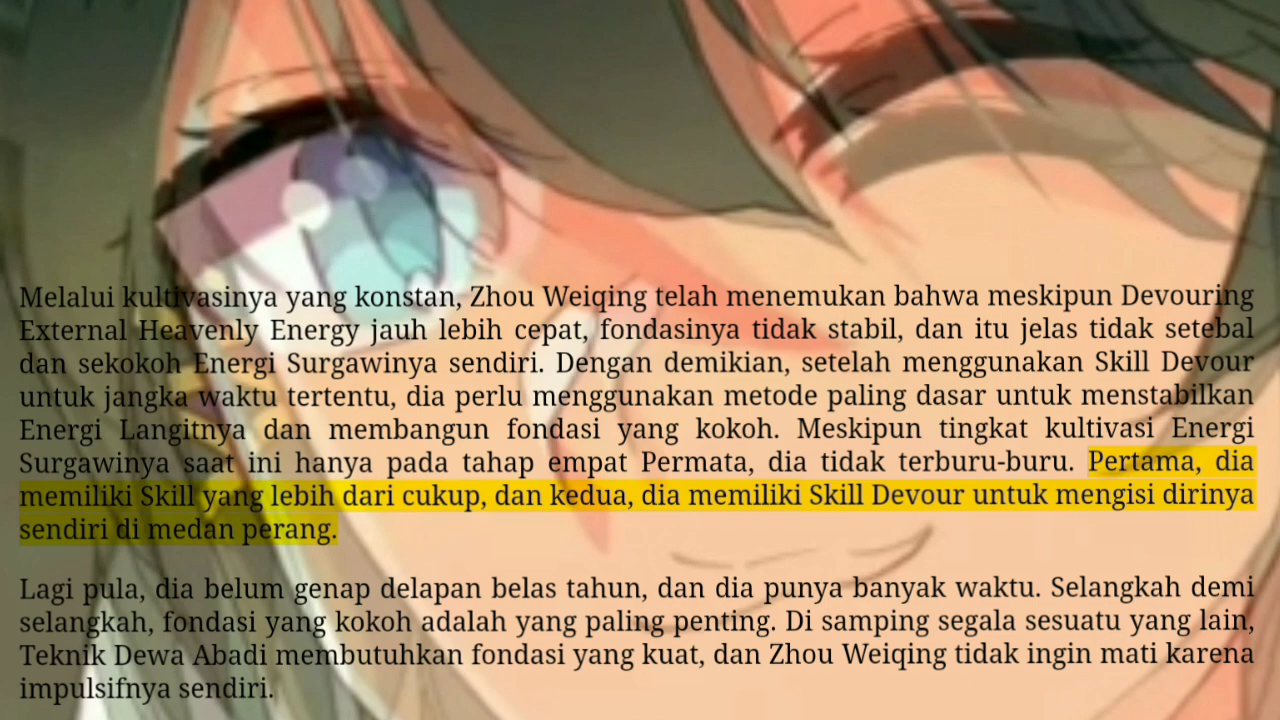 Melalui kultivasinya yang konstan, Zhou Weiqing telah menemukan bahwa meskipun Devouring
External Heavenly Energy jauh lebih cepat, fondasinya tidak stabil, dan itu jelas tidak setebal
dan sekokoh Energi Surgawinya sendiri. Dengan demikian, setelah menggunakan Skill Devour
untuk jangka waktu tertentu, dia perlu menggunakan metode paling dasar untuk menstabilkan
Energi Langitnya dan membangun fondasi yang kokoh. Meskipun tingkat kultivasi Energi
Surgawinya saat ini hanya pada tahap empat Permata, dia tidak terburu-buru. Pertama, dia
memiliki Skill yang lebih dari cukup, dan kedua, dia memiliki Skill Devour untuk mengisi dirinya
sendiri di medan perang.
Lagi pula, dia belum genap delapan belas tahun, dan dia punya banyak waktu. Selangkah demi
selangkah, fondasi yang kokoh adalah yang paling penting. Di samping segala sesuatu yang lain,
Teknik Dewa Abadi membutuhkan fondasi yang kuat, dan Zhou Weiqing tidak ingin mati karena
impulsifnya sendiri.